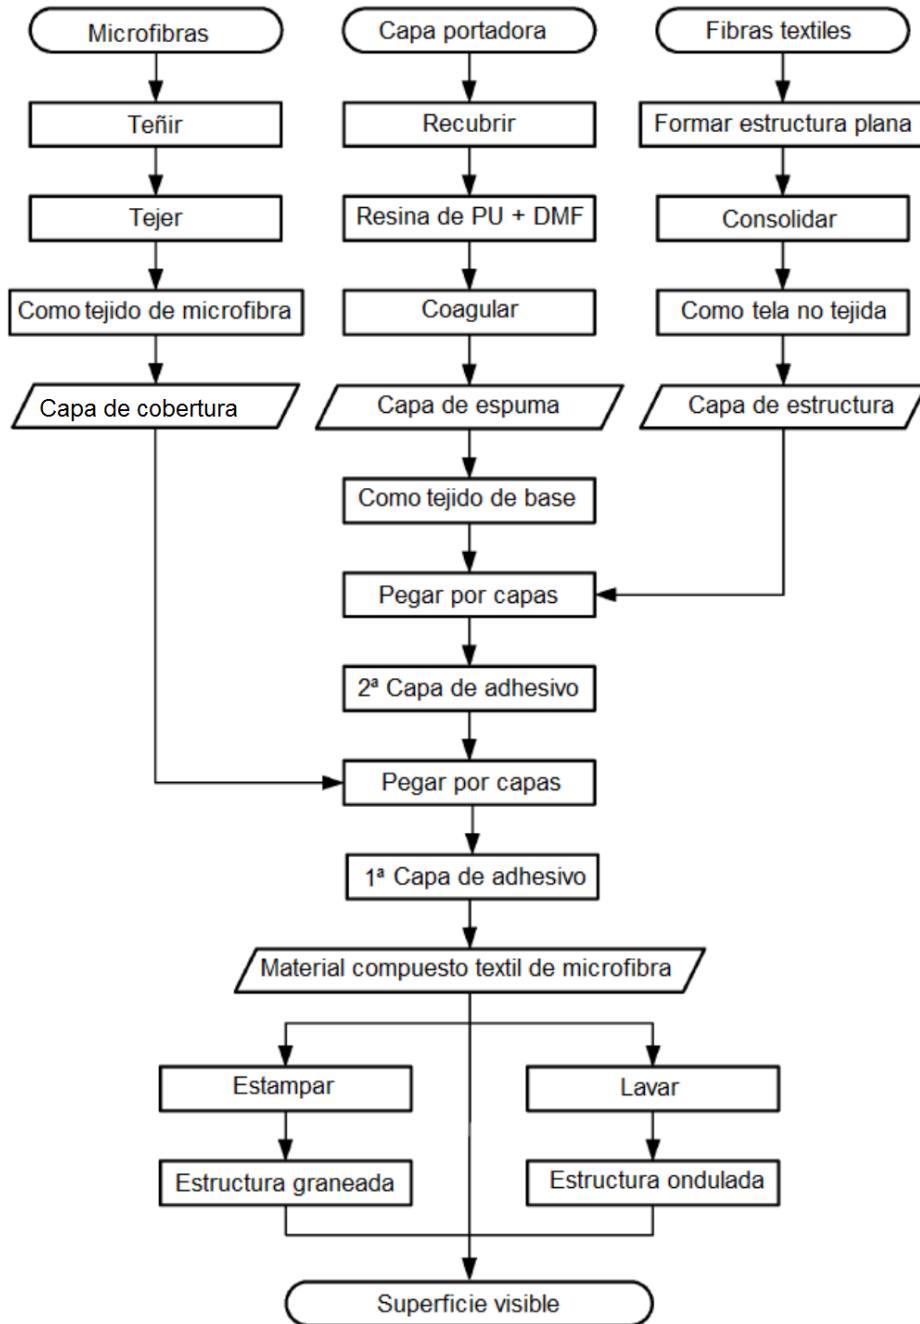 Microfibras
Capa portadora
Fibras textiles
Teñir
Recubrir
Formar estructura plana
Tejer
Resina de PU + DMF
Consolidar
Como tejido de microfibra
Coagular
Como tela no tejida
Capa de cobertura
Capa de espuma
Capa de estructura
Como tejido de base
Pegar por capas
2ª Capa de adhesivo
Pegar por capas
1ª Capa de adhesivo
Material compuesto textil de microfibra
Estampar
Lavar
Estructura graneada
Estructura ondulada
Superficie visible